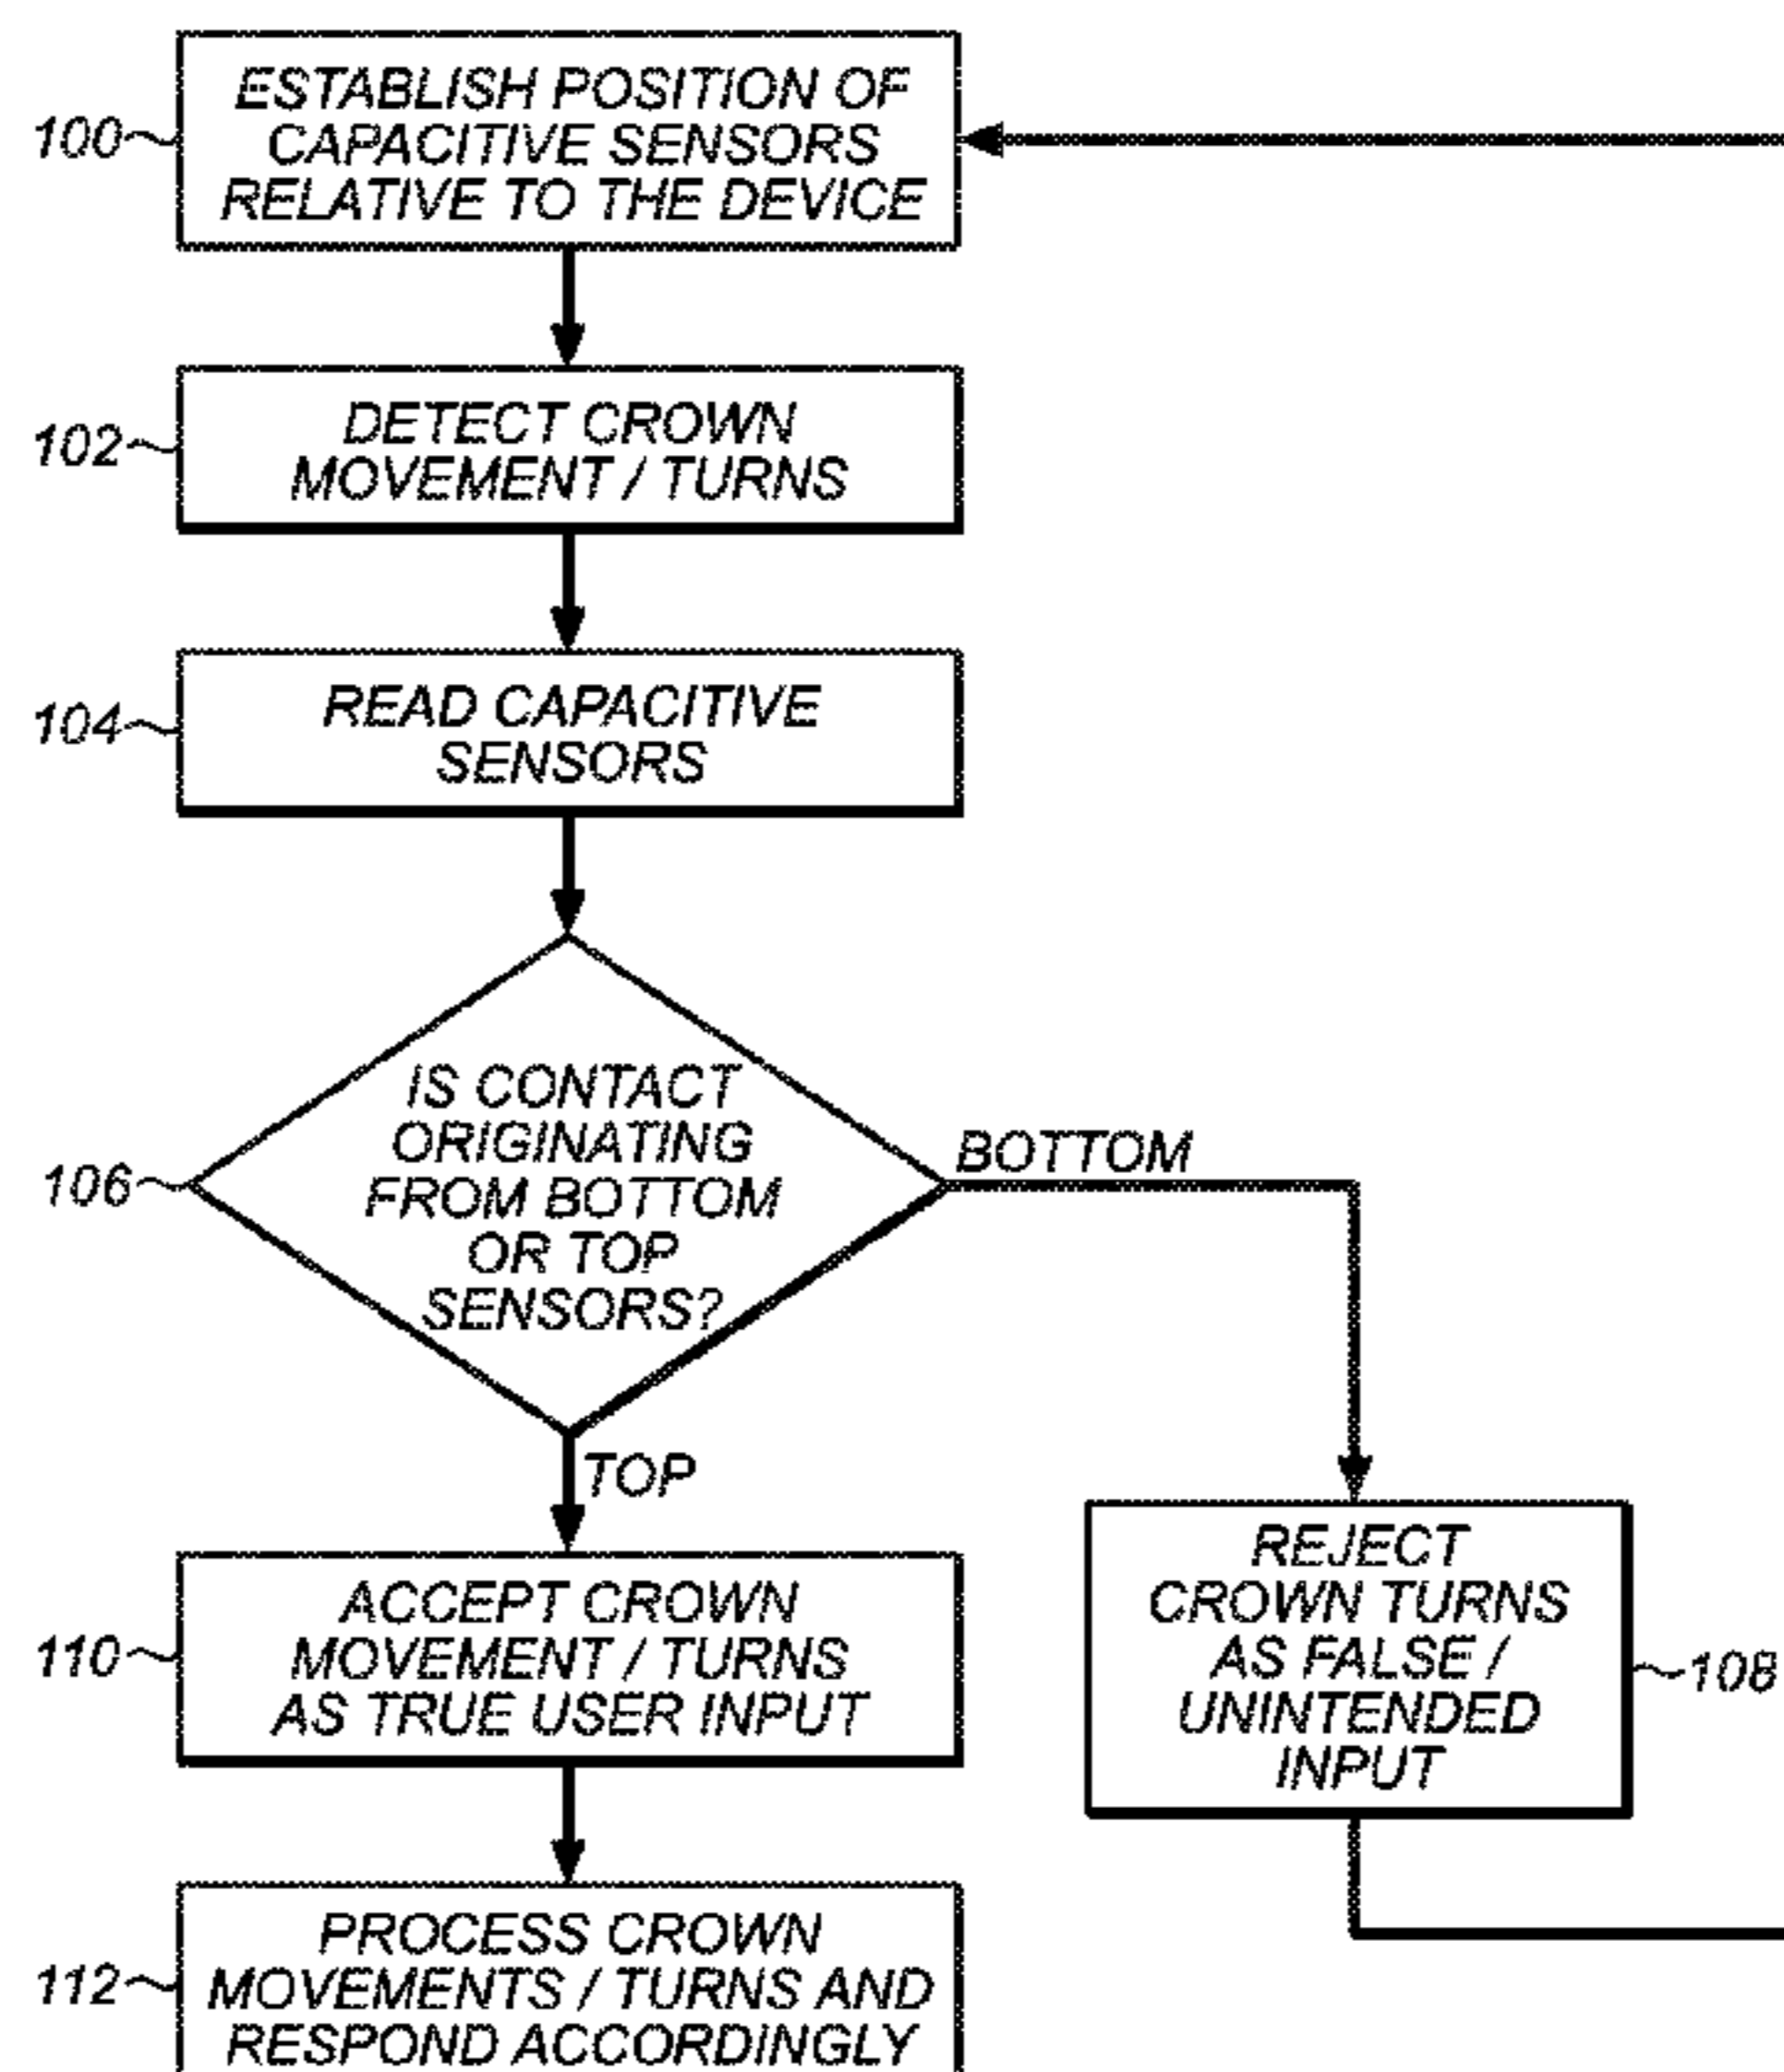 100
ESTABLISH POSITION OF
CAPACITIVE SENSORS
RELATIVE TO THE DEVICE
102
DETECT CROWN
MOVEMENT / TURNS
104
READ CAPACITIVE
SENSORS
106
IS CONTACT
ORIGINATING
FROM BOTTOM
OR TOP
SENSORS?
BOTTOM
TOP
REJECT
CROWN TURNS
AS FALSE /
UNINTENDED
INPUT
108
110
ACCEPT CROWN
MOVEMENT / TURNS
AS TRUE USER INPUT
112
PROCESS CROWN
MOVEMENTS / TURNS AND
RESPOND ACCORDINGLY